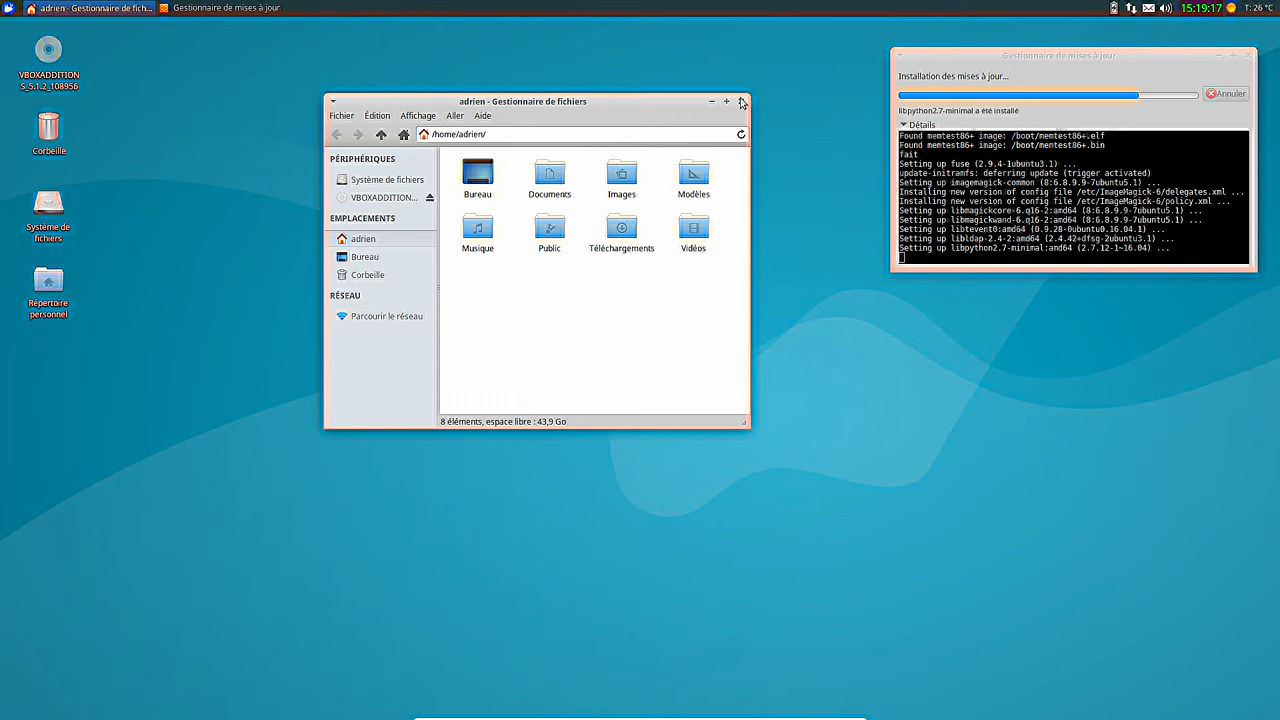 adrien - Gestionnaire de fich...
Gestionnaire de mises à jour
15:19:17
T: 26 °C
VBOXADDITION
S_5.1.2_108956
Corbeille
Système de
fichiers
Répertoire
personnel
adrien - Gestionnaire de fichiers
Fichier Édition Affichage Aller Aide
/home/adrien/
PÉRIPHÉRIQUES
Système de fichiers
VBOXADDITION...
EMPLACEMENTS
adrien
Bureau
Corbeille
RÉSEAU
Parcourir le réseau
Bureau Documents Images Modèles
Musique Public Téléchargements Vidéos
8 éléments, espace libre : 43,9 Go
Gestionnaire de mises à jour
Installation des mises à jour...
Annuler
libpython2.7-minimal a été installé
Détails
Found memtest86+ image: /boot/memtest86+.elf
Found memtest86+ image: /boot/memtest86+.bin
fait
Setting up fuse (2.9.4-1ubuntu3.1) ...
update-initramfs: deferring update (trigger activated)
Setting up imagemagick-common (8:6.8.9.9-7ubuntu5.1) ...
Installing new version of config file /etc/ImageMagick-6/delegates.xml ...
Installing new version of config file /etc/ImageMagick-6/policy.xml ...
Setting up libmagickcore-6.q16-2:amd64 (8:6.8.9.9-7ubuntu5.1) ...
Setting up libmagickwand-6.q16-2:amd64 (8:6.8.9.9-7ubuntu5.1) ...
Setting up libtevent0:amd64 (0.9.28-0ubuntu0.16.04.1) ...
Setting up libldap-2.4-2:amd64 (2.4.42+dfsg-2ubuntu3.1) ...
Setting up libpython2.7-minimal:amd64 (2.7.12-1~16.04) ...